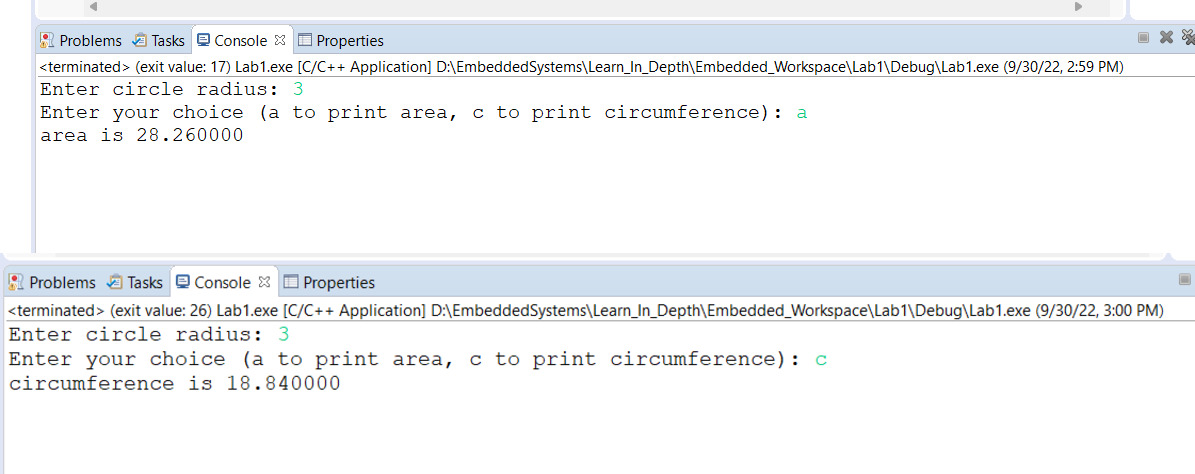 Problems Tasks Console Properties
<terminated> (exit value: 17) Lab1.exe [C/C++ Application] D:\EmbeddedSystems\Learn_In_Depth\Embedded_Workspace\Lab1\Debug\Lab1.exe (9/30/22, 2:59 PM)
Enter circle radius: 3
Enter your choice (a to print area, c to print circumference): a
area is 28.260000
Problems Tasks Console Properties
<terminated> (exit value: 26) Lab1.exe [C/C++ Application] D:\EmbeddedSystems\Learn_In_Depth\Embedded_Workspace\Lab1\Debug\Lab1.exe (9/30/22, 3:00 PM)
Enter circle radius: 3
Enter your choice (a to print area, c to print circumference): c
circumference is 18.840000